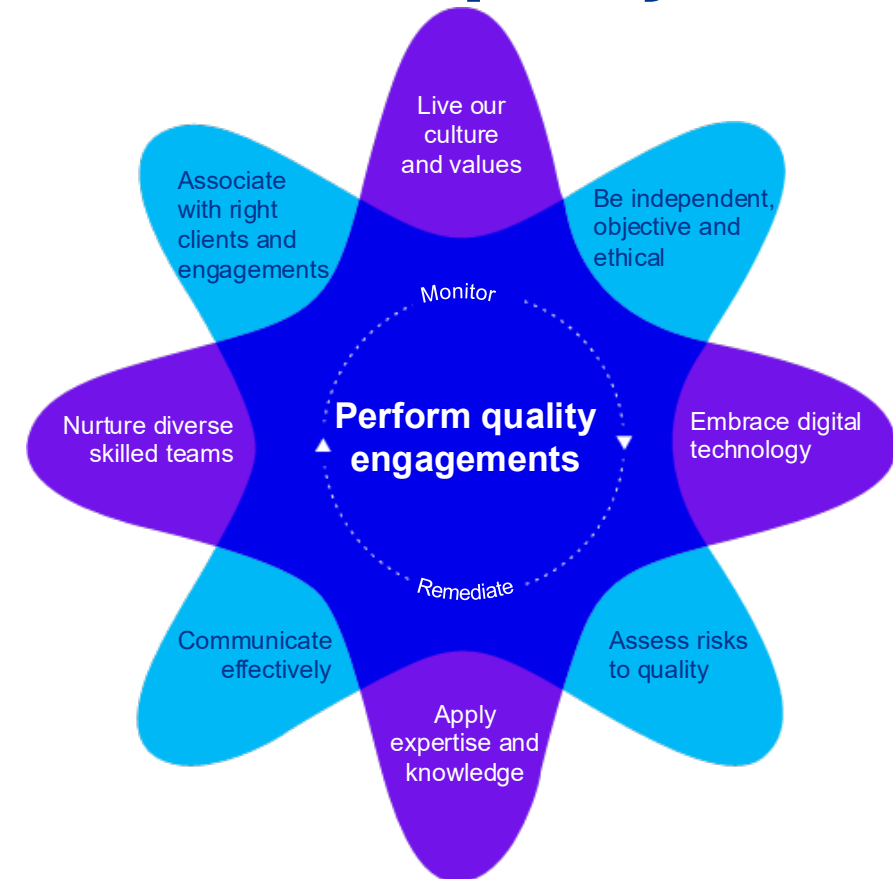 Live our
culture
and values
Associate
with right
clients and
engagements
Be independent,
objective and
ethical
Monitor
Perform quality
engagements
Nurture diverse
skilled teams
Embrace digital
technology
Remediate
Communicate
effectively
Assess risks
to quality
Apply
expertise and
knowledge